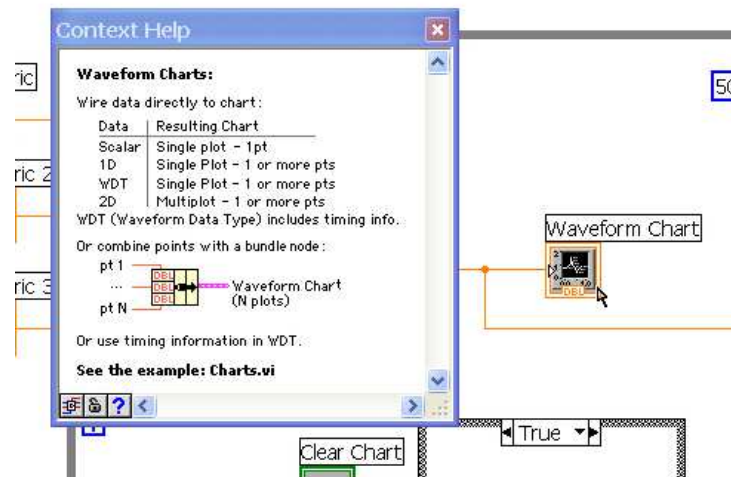 Context Help
Waveform Charts:
Wire data directly to chart:
Data Resulting Chart
Scalar Single plot - 1pt
1D Single Plot - 1 or more pts
WDT Single Plot - 1 or more pts
2D Multiplot - 1 or more pts
WDT (Waveform Data Type) includes timing info.
Or combine points with a bundle node:
pt 1
...
pt N
DBL
DBL
DBL
Waveform Chart
(N plots)
Or use timing information in WDT.
See the example: Charts.vi
?
ric
ric 2
ric 3
50
Waveform Chart
DBL
True
Clear Chart